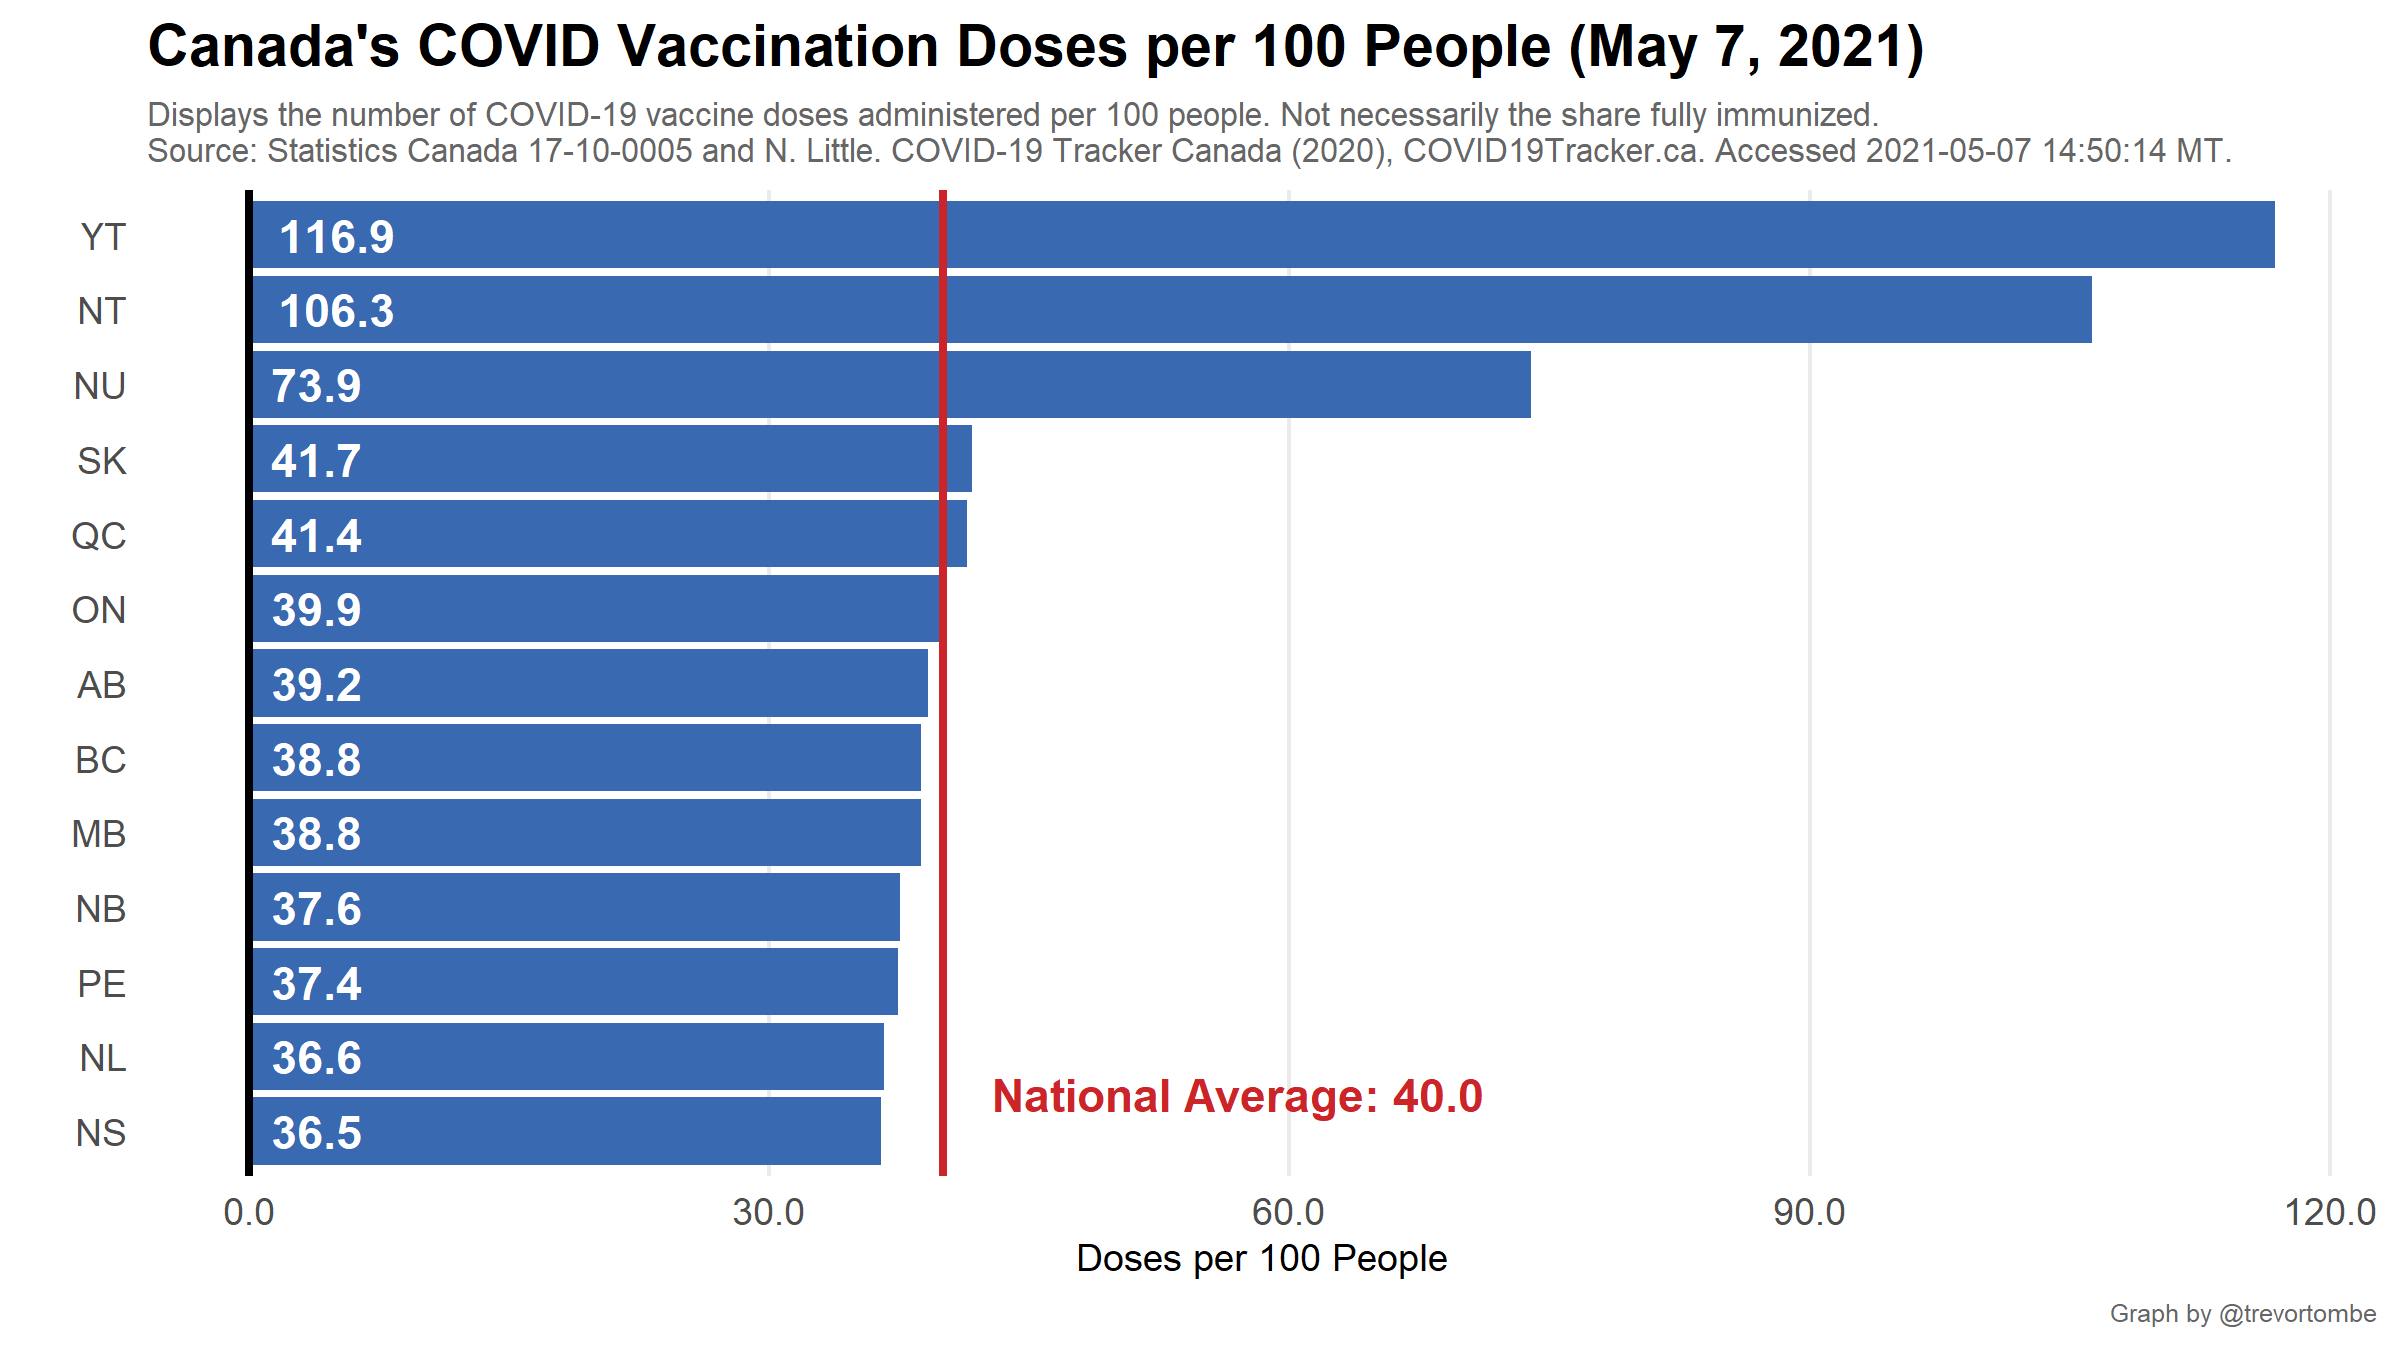 Canada's COVID Vaccination Doses per 100 People (May 7, 2021)
Displays the number of COVID-19 vaccine doses administered per 100 people. Not necessarily the share fully immunized.
Source: Statistics Canada 17-10-0005 and N. Little. COVID-19 Tracker Canada (2020), COVID19Tracker.ca. Accessed 2021-05-07 14:50:14 MT.
YT 116.9
NT 106.3
NU 73.9
SK 41.7
QC 41.4
ON 39.9
AB 39.2
BC 38.8
MB 38.8
NB 37.6
PE 37.4
NL 36.6
National Average: 40.0
NS 36.5
0.0 30.0 60.0 90.0 120.0
Doses per 100 People
Graph by @trevortombe